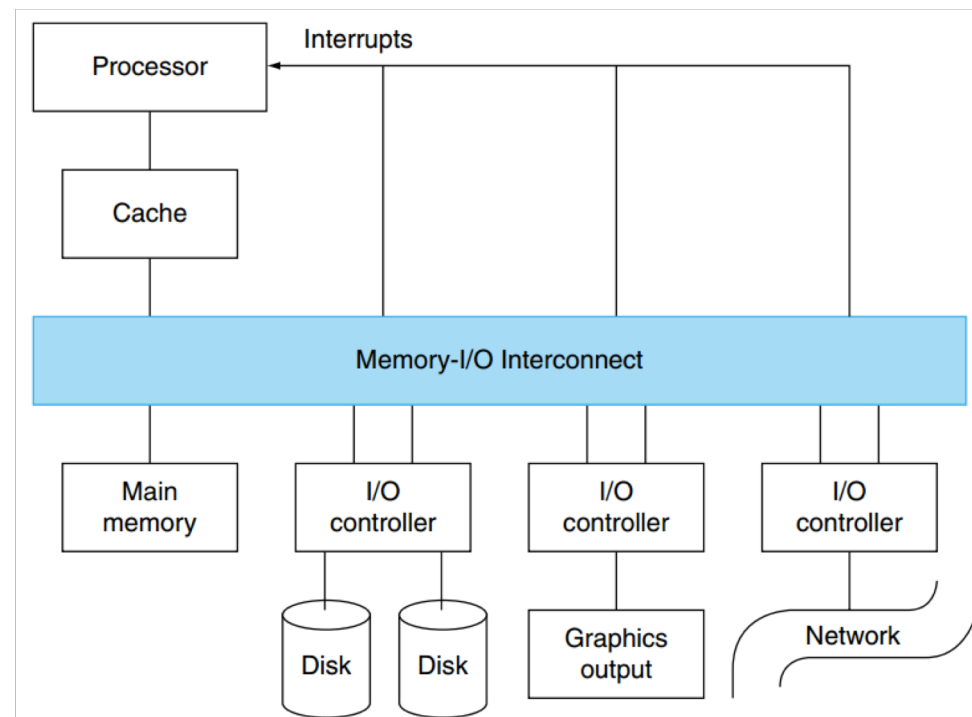 Interrupts
Processor
Cache
Memory-I/O Interconnect
Main
memory
I/O
controller
I/O
controller
I/O
controller
Disk
Disk
Graphics
output
Network